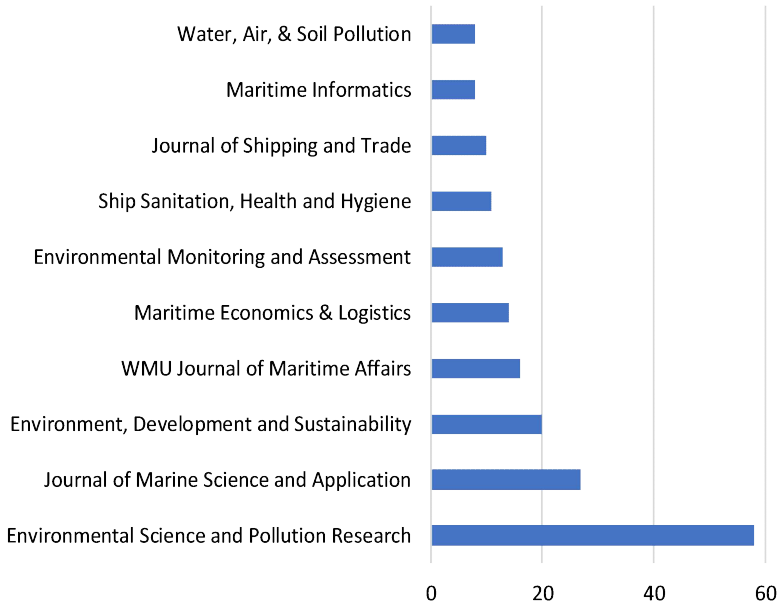 Water, Air, & Soil Pollution
Maritime Informatics
Journal of Shipping and Trade
Ship Sanitation, Health and Hygiene
Environmental Monitoring and Assessment
Maritime Economics & Logistics
WMU Journal of Maritime Affairs
Environment, Development and Sustainability
Journal of Marine Science and Application
Environmental Science and Pollution Research
0 20 40 60